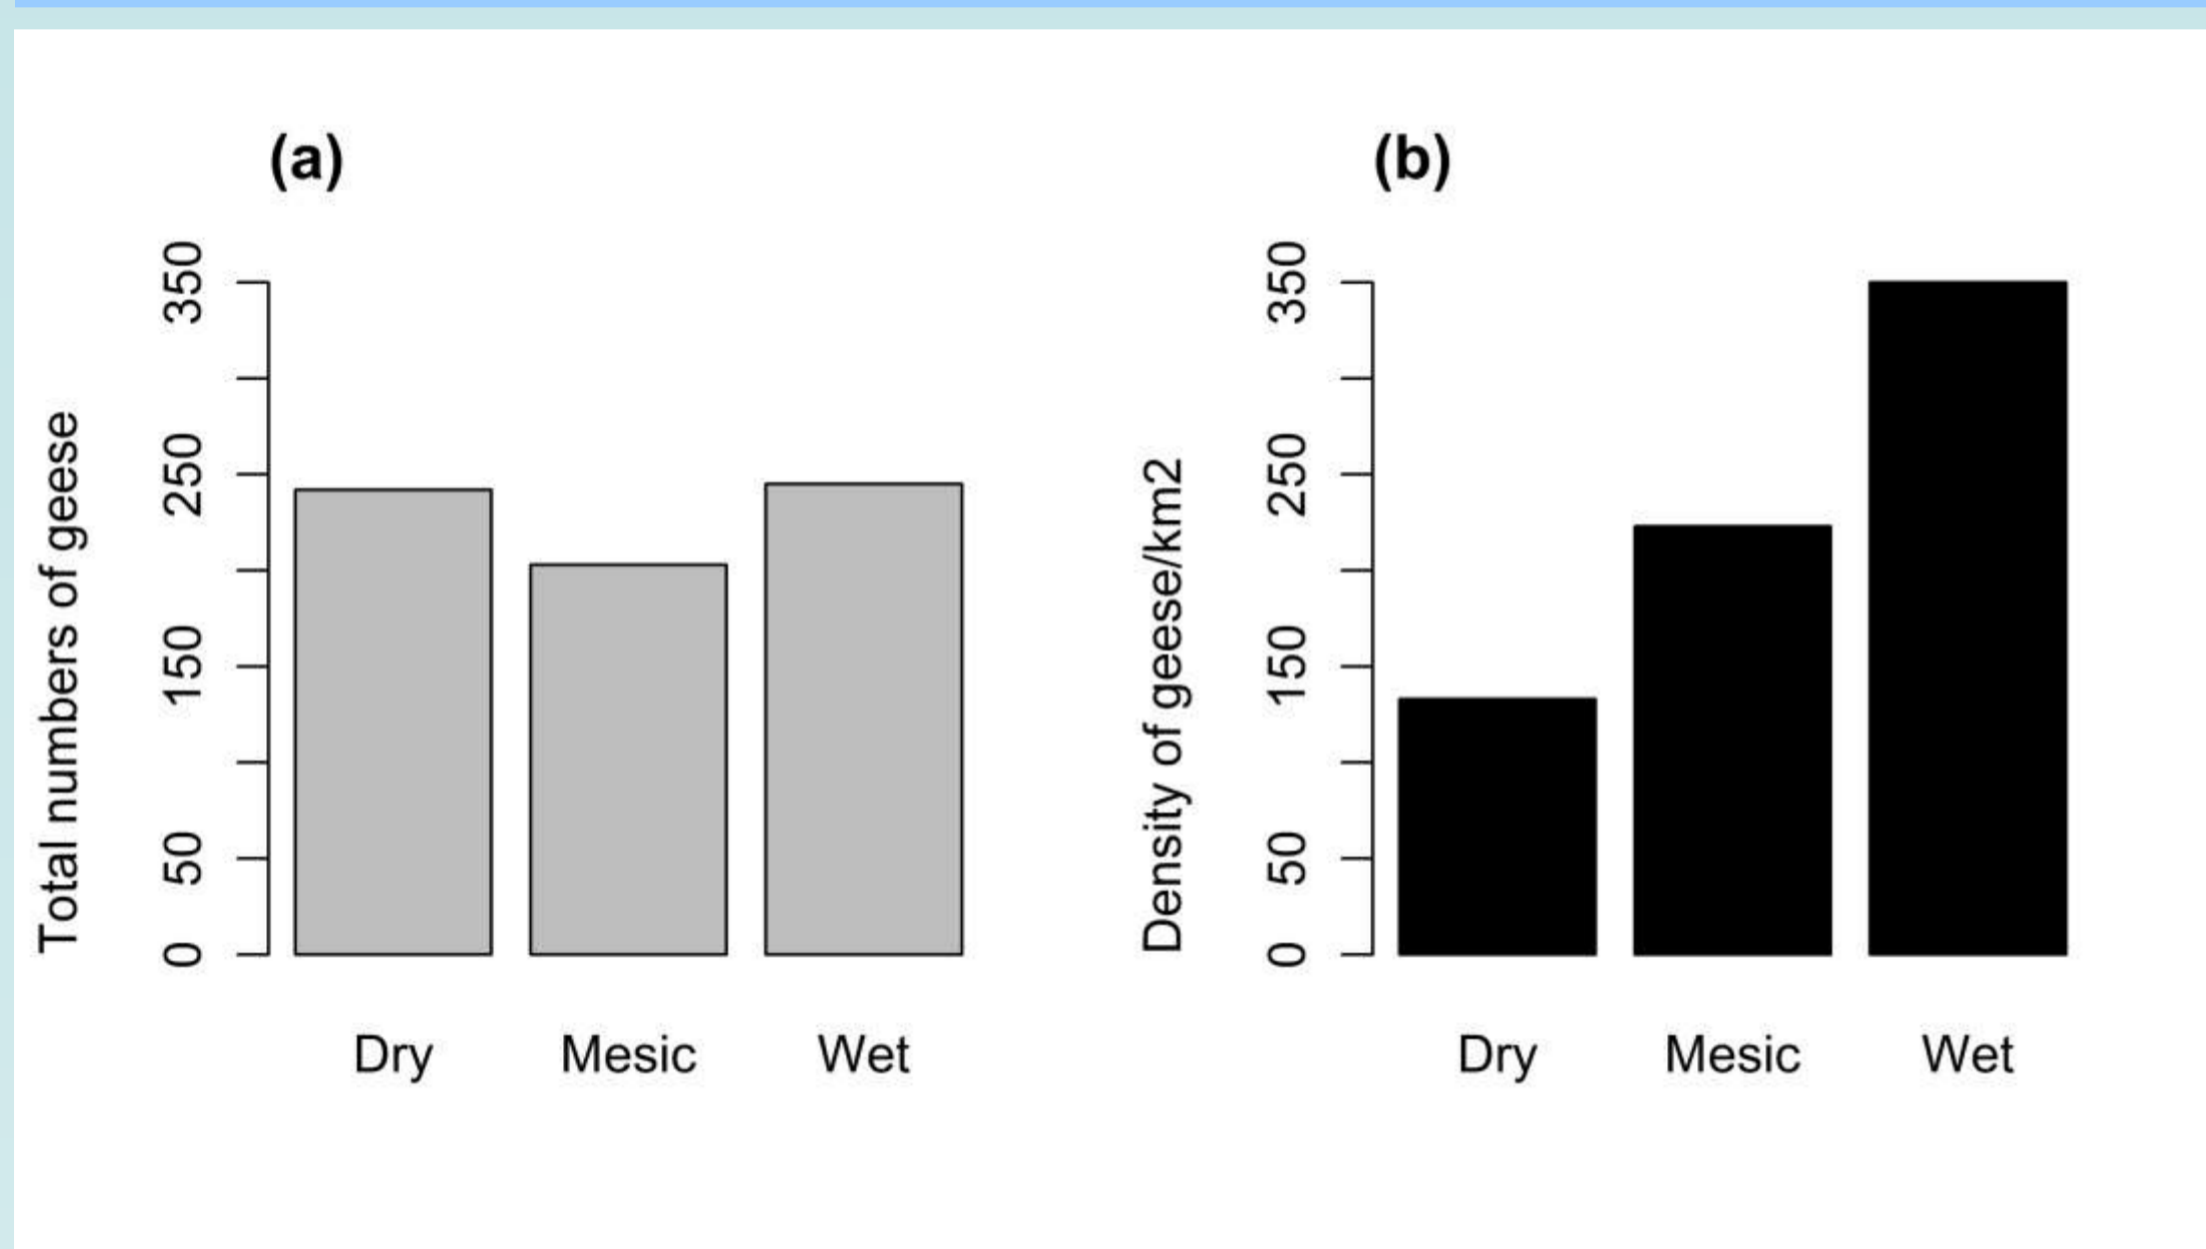 (a)
Total numbers of geese
350
250
150
50
0
Dry Mesic Wet
(b)
Density of geese/km2
350
250
150
50
0
Dry Mesic Wet